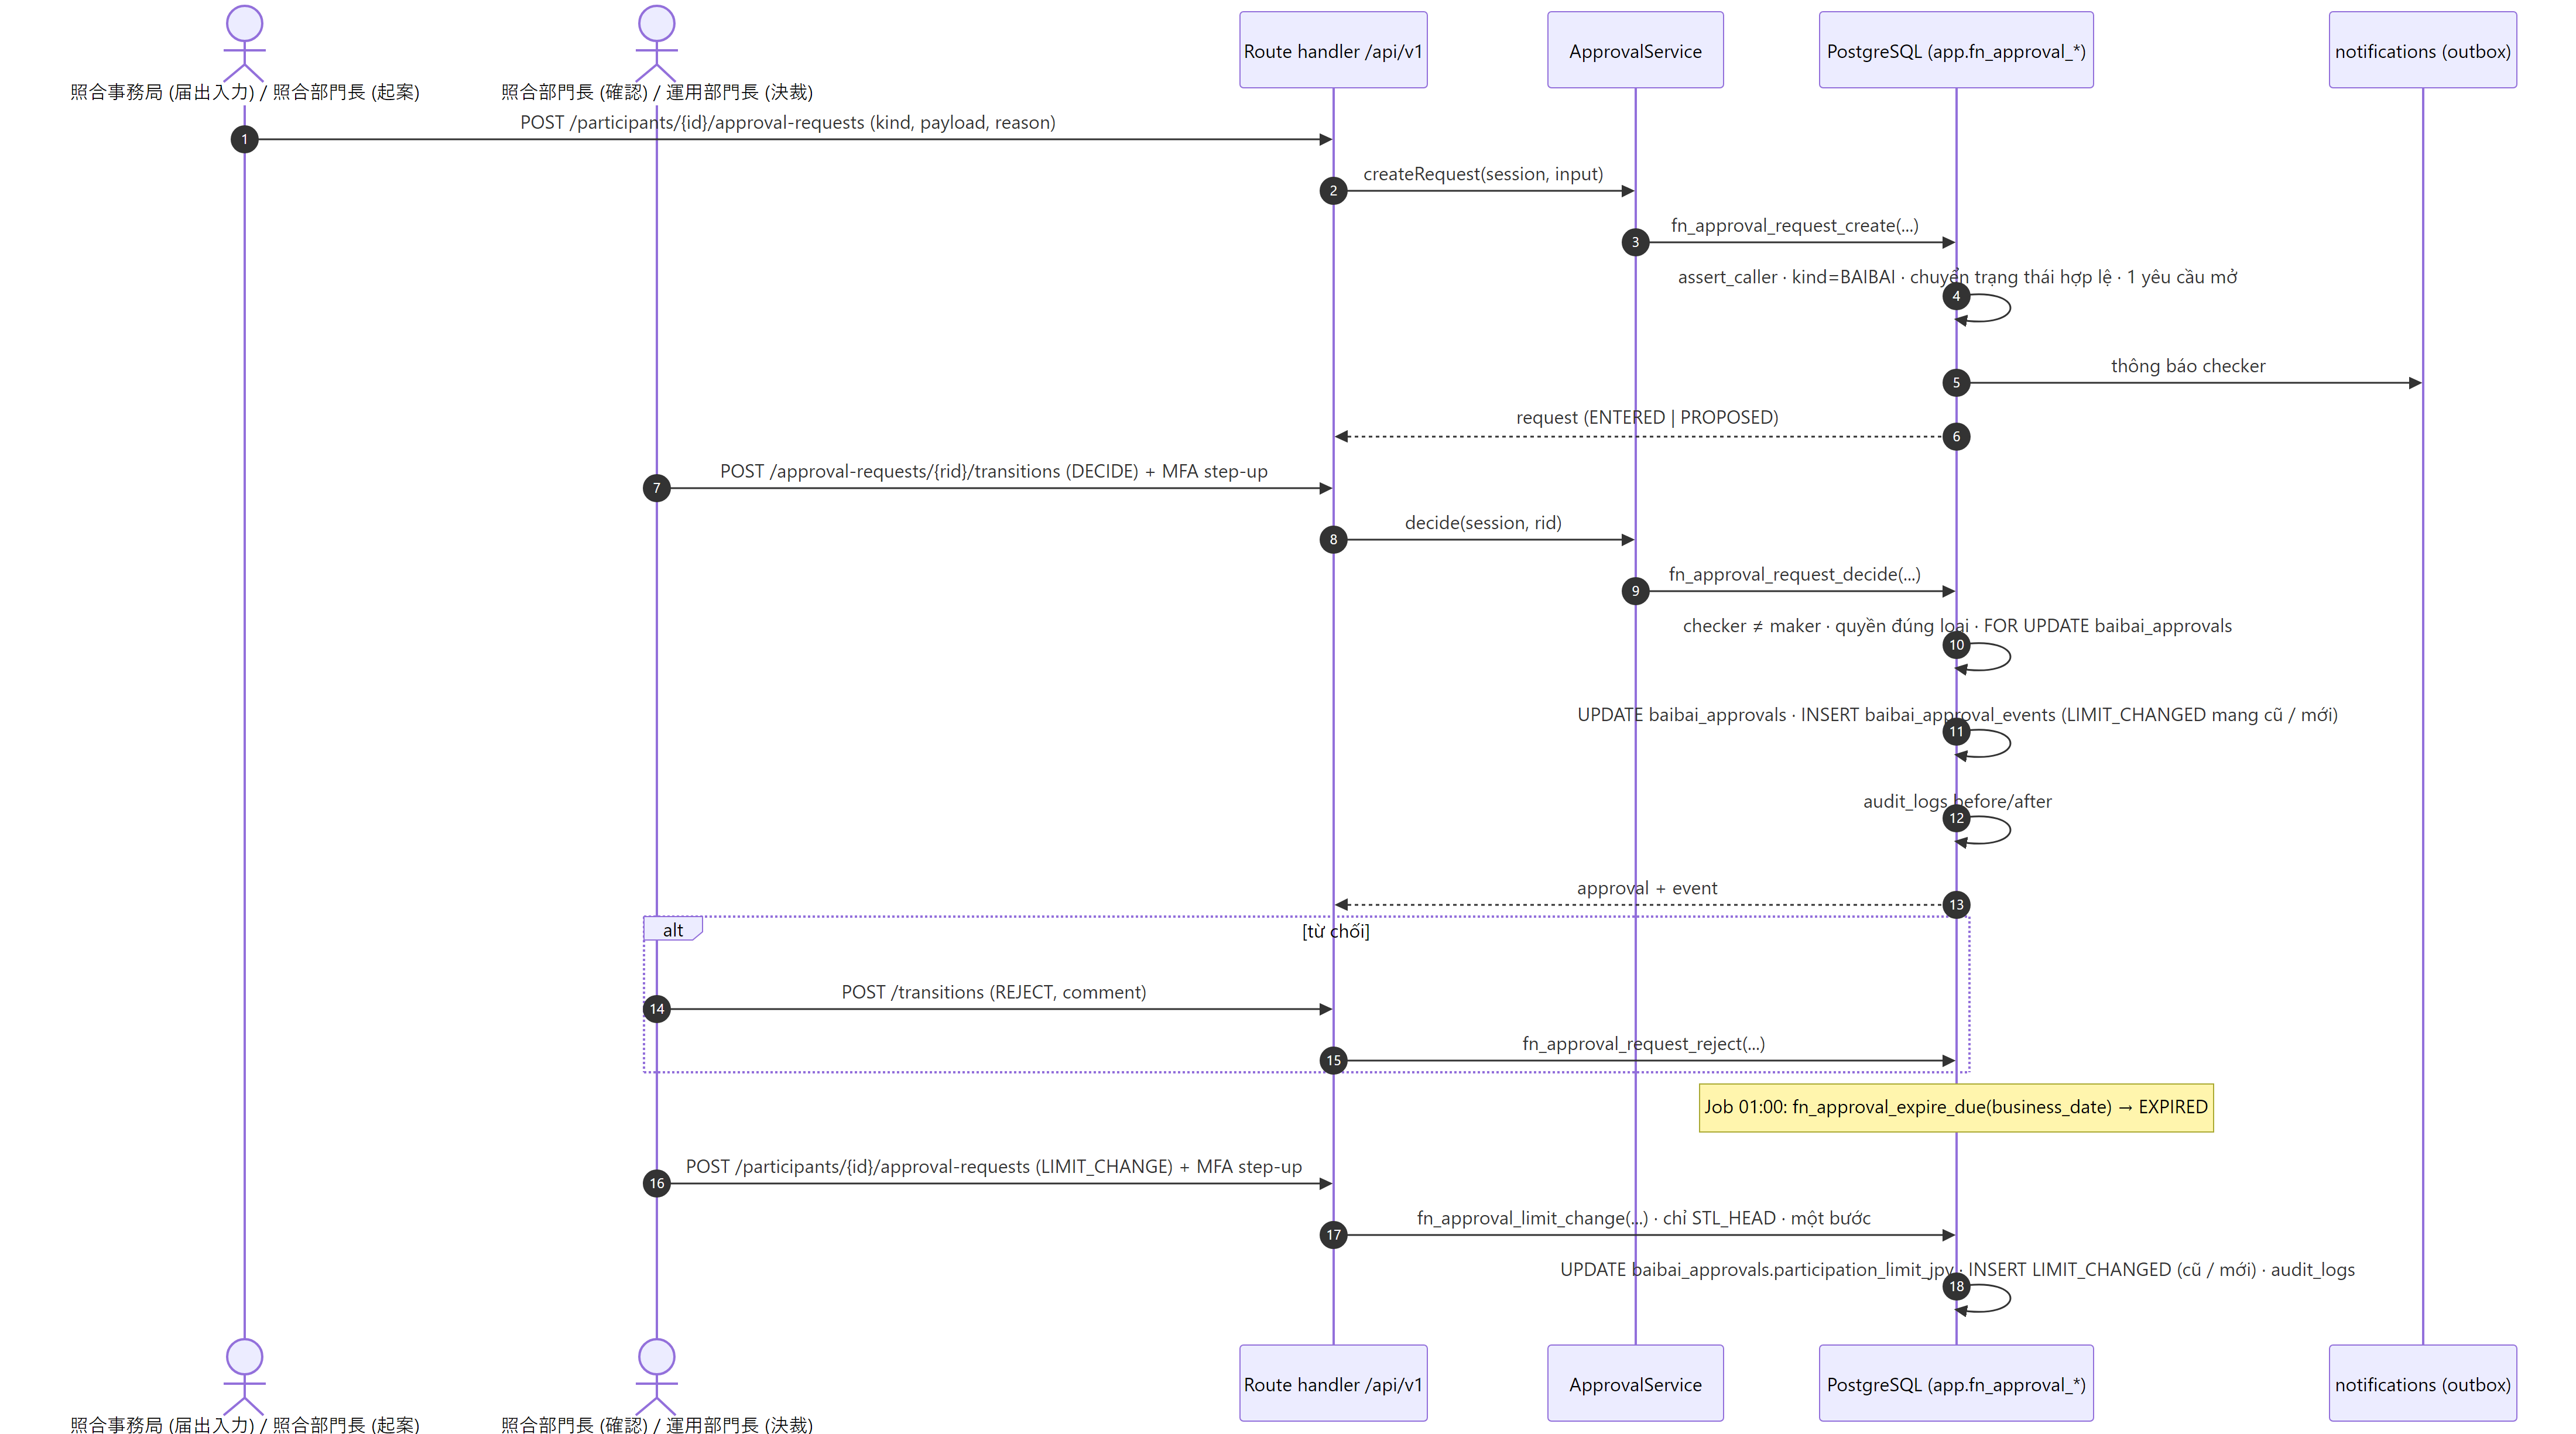 照合事務局 (届出入力) / 照合部門長 (起案)
照合部門長 (確認) / 運用部門長 (決裁)
Route handler /api/v1
ApprovalService
PostgreSQL (app.fn_approval_*)
notifications (outbox)
POST /participants/{id}/approval-requests (kind, payload, reason)
1
createRequest(session, input)
2
fn_approval_request_create(...)
3
assert_caller · kind=BAIBAI · chuyển trạng thái hợp lệ · 1 yêu cầu mở
4
thông báo checker
5
request (ENTERED | PROPOSED)
6
POST /approval-requests/{rid}/transitions (DECIDE) + MFA step-up
7
decide(session, rid)
8
fn_approval_request_decide(...)
9
checker ≠ maker · quyền đúng loại · FOR UPDATE baibai_approvals
10
UPDATE baibai_approvals · INSERT baibai_approval_events (LIMIT_CHANGED mang cũ / mới)
11
audit_logs before/after
12
approval + event
13
alt
[từ chối]
POST /transitions (REJECT, comment)
14
fn_approval_request_reject(...)
15
Job 01:00: fn_approval_expire_due(business_date) → EXPIRED
POST /participants/{id}/approval-requests (LIMIT_CHANGE) + MFA step-up
16
fn_approval_limit_change(...) · chỉ STL_HEAD · một bước
17
UPDATE baibai_approvals.participation_limit_jpy · INSERT LIMIT_CHANGED (cũ / mới) · audit_logs
18
照合事務局 (届出入力) / 照合部門長 (起案)
照合部門長 (確認) / 運用部門長 (決裁)
Route handler /api/v1
ApprovalService
PostgreSQL (app.fn_approval_*)
notifications (outbox)